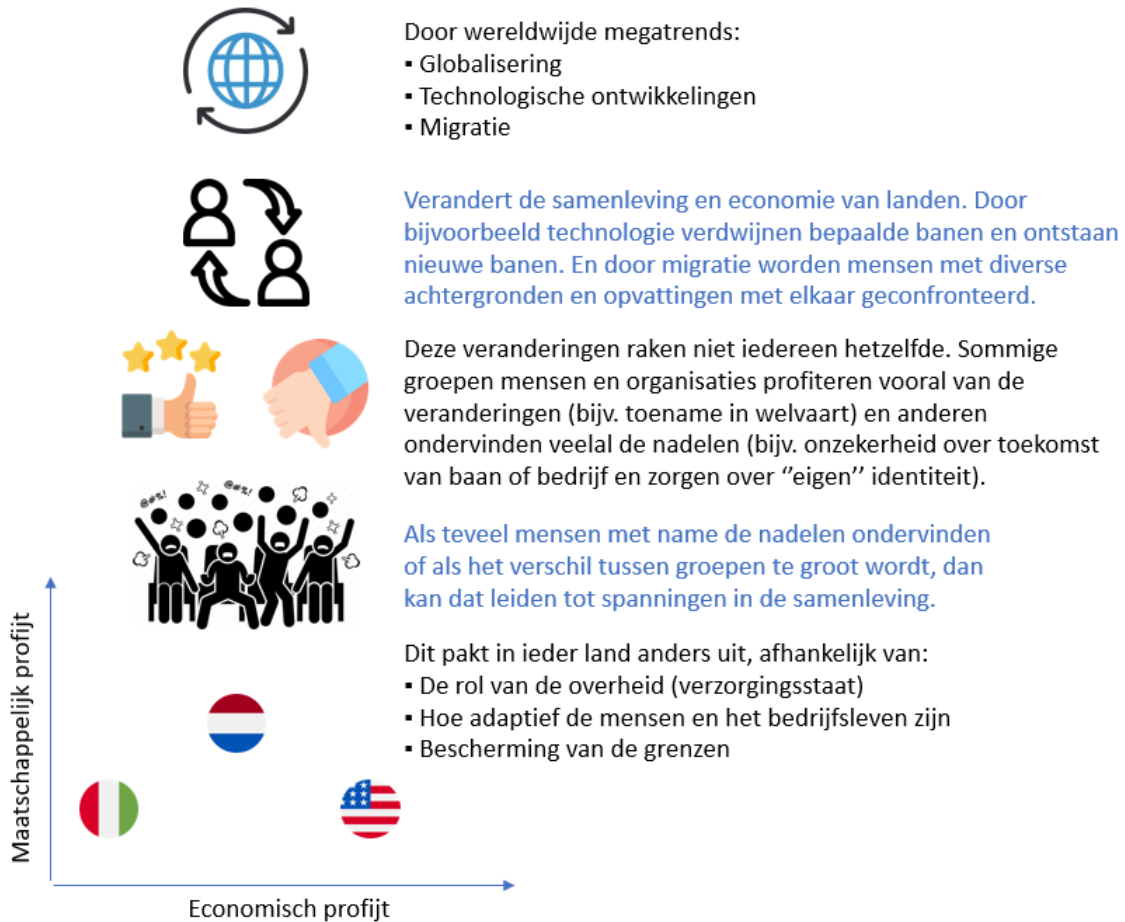 Door wereldwijde megatrends:
▪ Globalisering
▪ Technologische ontwikkelingen
▪ Migratie
Verandert de samenleving en economie van landen. Door
bijvoorbeeld technologie verdwijnen bepaalde banen en ontstaan
nieuwe banen. En door migratie worden mensen met diverse
achtergronden en opvattingen met elkaar geconfronteerd.
Deze veranderingen raken niet iedereen hetzelfde. Sommige
groepen mensen en organisaties profiteren vooral van de
veranderingen (bijv. toename in welvaart) en anderen
ondervinden veelal de nadelen (bijv. onzekerheid over toekomst
van baan of bedrijf en zorgen over ‘’eigen’’ identiteit).
@#%!
@#%!
Als teveel mensen met name de nadelen ondervinden
of als het verschil tussen groepen te groot wordt, dan
kan dat leiden tot spanningen in de samenleving.
Dit pakt in ieder land anders uit, afhankelijk van:
▪ De rol van de overheid (verzorgingsstaat)
▪ Hoe adaptief de mensen en het bedrijfsleven zijn
▪ Bescherming van de grenzen
Maatschappelijk profijt
Economisch profijt